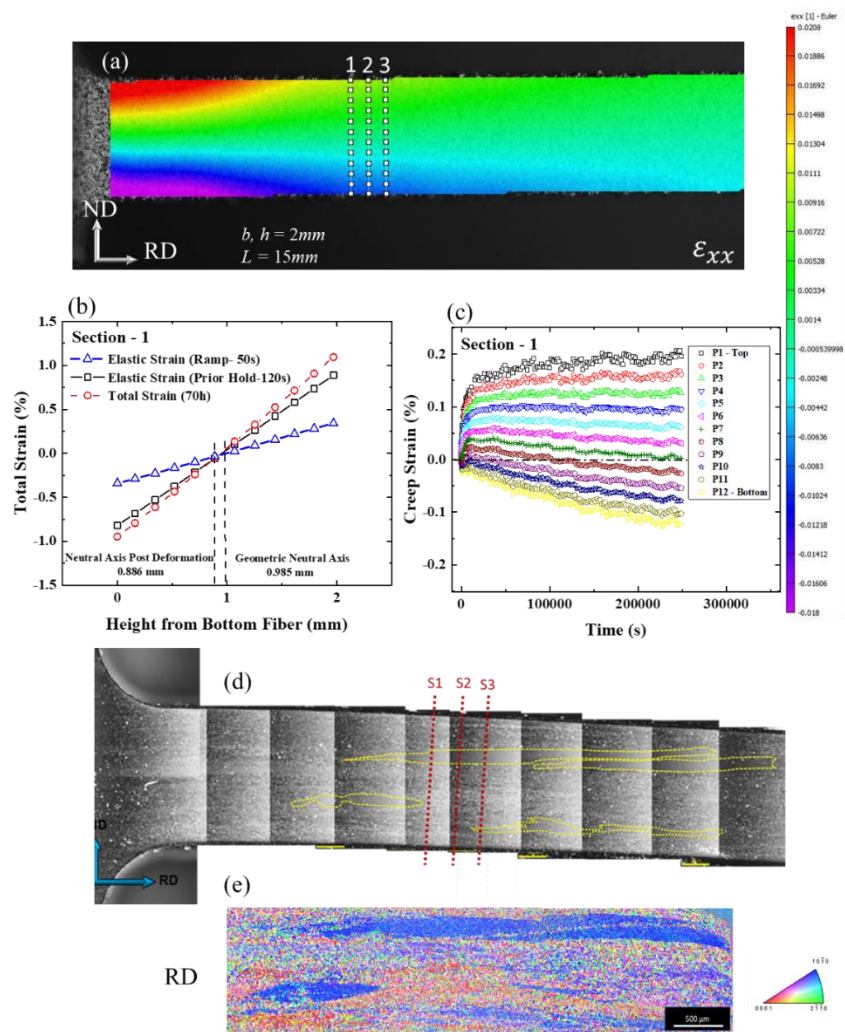 exx [1] - Euler
0.0208
0.01886
0.01692
0.01498
0.01304
0.0111
0.00916
0.00722
0.00528
0.00334
0.0014
-0.000539998
-0.00248
-0.00442
-0.00636
-0.0083
-0.01024
-0.01218
-0.01412
-0.01606
-0.018
(a)
1 2 3
ND
RD
b, h = 2mm
L = 15mm
εxx
(b)
Section - 1
Elastic Strain (Ramp- 50s)
Elastic Strain (Prior Hold-120s)
Total Strain (70h)
Total Strain (%)
1.5
1.0
0.5
0.0
-0.5
-1.0
-1.5
Neutral Axis Post Deformation
0.886 mm
Geometric Neutral Axis
0.985 mm
0 1 2
Height from Bottom Fiber (mm)
(c)
Section - 1
Creep Strain (%)
0.2
0.1
0.0
-0.1
-0.2
P1 - Top
P2
P3
P4
P5
P6
P7
P8
P9
P10
P11
P12 - Bottom
0 100000 200000 300000
Time (s)
(d)
S1 S2 S3
RD
(e)
RD
500 µm
101̄0
0001 21̄1̄0